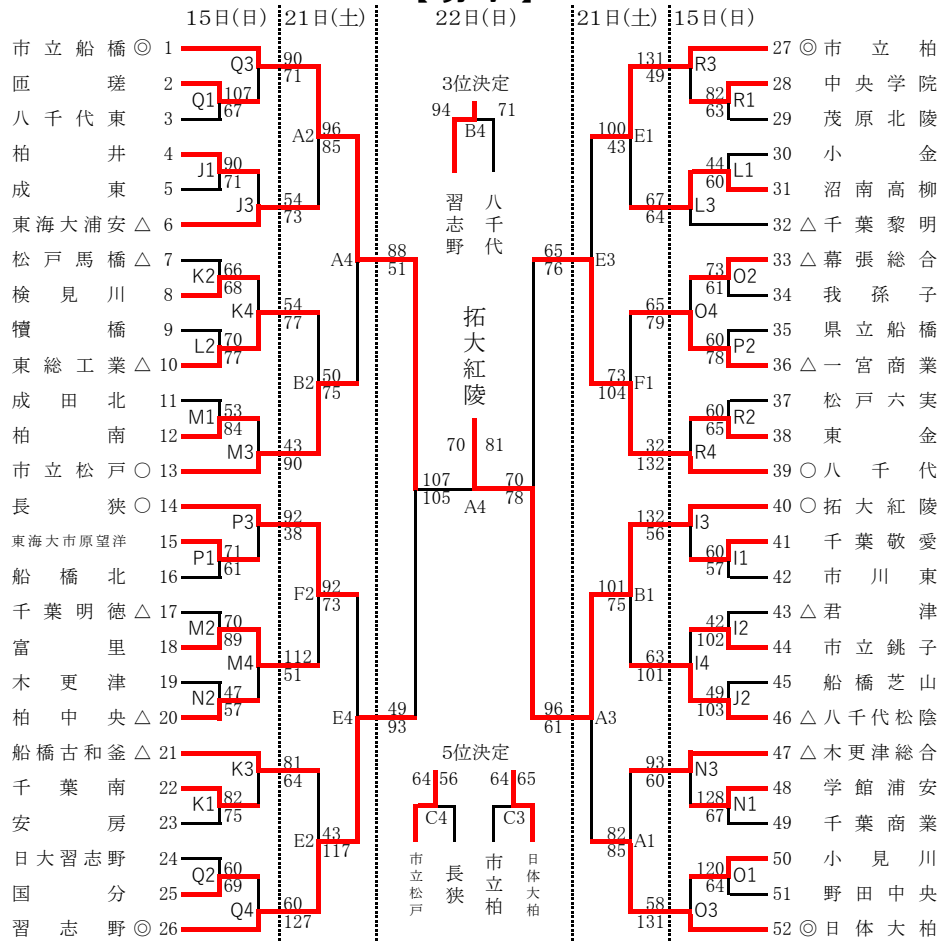 15日(日) 21日(土) 22日(日) 21日(土) 15日(日)
市立船橋◎ 1
匝瑳 2
八千代東 3
柏井 4
成東 5
東海大浦安△ 6
松戸馬橋△ 7
検見川 8
犢橋 9
東総工業△ 10
成田北 11
柏南 12
市立松戸○ 13
長狭○ 14
東海大市原望洋 15
船橋北 16
千葉明徳△ 17
富里 18
木更津 19
柏中央△ 20
船橋古和釜△ 21
千葉南 22
安房 23
日大習志野 24
国分 25
習志野◎ 26
Q1 107 67
J1 90 71
K2 66 68
L2 70 77
M1 53 84
P1 71 61
M2 70 89
N2 47 57
K1 82 75
Q2 60 69
Q3 90 71
J3 54 73
K4 54 77
M3 43 90
P3 92 38
M4 112 51
K3 81 64
Q4 60 127
A2 96 85
B2 50 75
F2 92 73
E2 43 117
A4 88 51
E4 49 93
107 105
3位決定
94 71
B4
習志野
八千代
拓大紅陵
70 81
A4
70 78
5位決定
64 56
C4
市立松戸
長狭
64 65
C3
市立柏
日体大柏
65 76 E3
96 61 A3
100 43 E1
73 104 F1
101 75 B1
82 85 A1
131 49 R3
67 64 L3
65 79 O4
32 132 R4
132 56 I3
63 101 I4
93 60 N3
58 131 O3
82 63 R1
44 60 L1
73 61 O2
60 78 P2
60 65 R2
60 57 I1
42 102 I2
49 103 J2
128 67 N1
120 64 O1
27 ◎市立柏
28 中央学院
29 茂原北陵
30 小金
31 沼南高柳
32 △千葉黎明
33 △幕張総合
34 我孫子
35 県立船橋
36 △一宮商業
37 松戸六実
38 東金
39 ○八千代
40 ○拓大紅陵
41 千葉敬愛
42 市川東
43 △君津
44 市立銚子
45 船橋芝山
46 △八千代松陰
47 △木更津総合
48 学館浦安
49 千葉商業
50 小見川
51 野田中央
52 ◎日体大柏